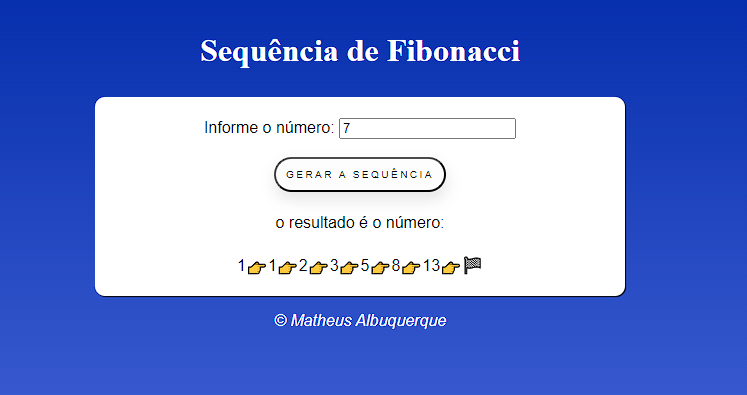 Sequência de Fibonacci
Informe o número: 7
GERAR A SEQUÊNCIA
o resultado é o número:
1👉1👉2👉3👉5👉8👉13👉🏁
© Matheus Albuquerque